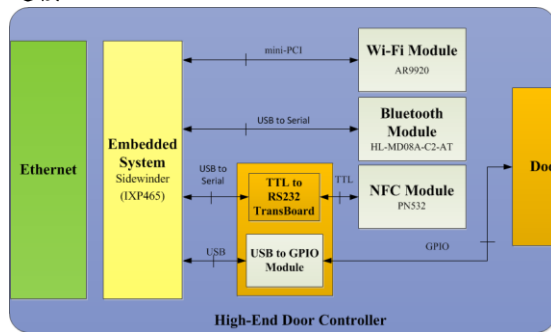 mini-PCI
Wi-Fi Module
AR9920
USB to Serial
Bluetooth
Module
HL-MD08A-C2-AT
Ethernet
Embedded
System
Sidewinder
(IXP465)
USB to
Serial
TTL to
RS232
TransBoard
TTL
NFC Module
PN532
USB
USB to GPIO
Module
GPIO
High-End Door Controller